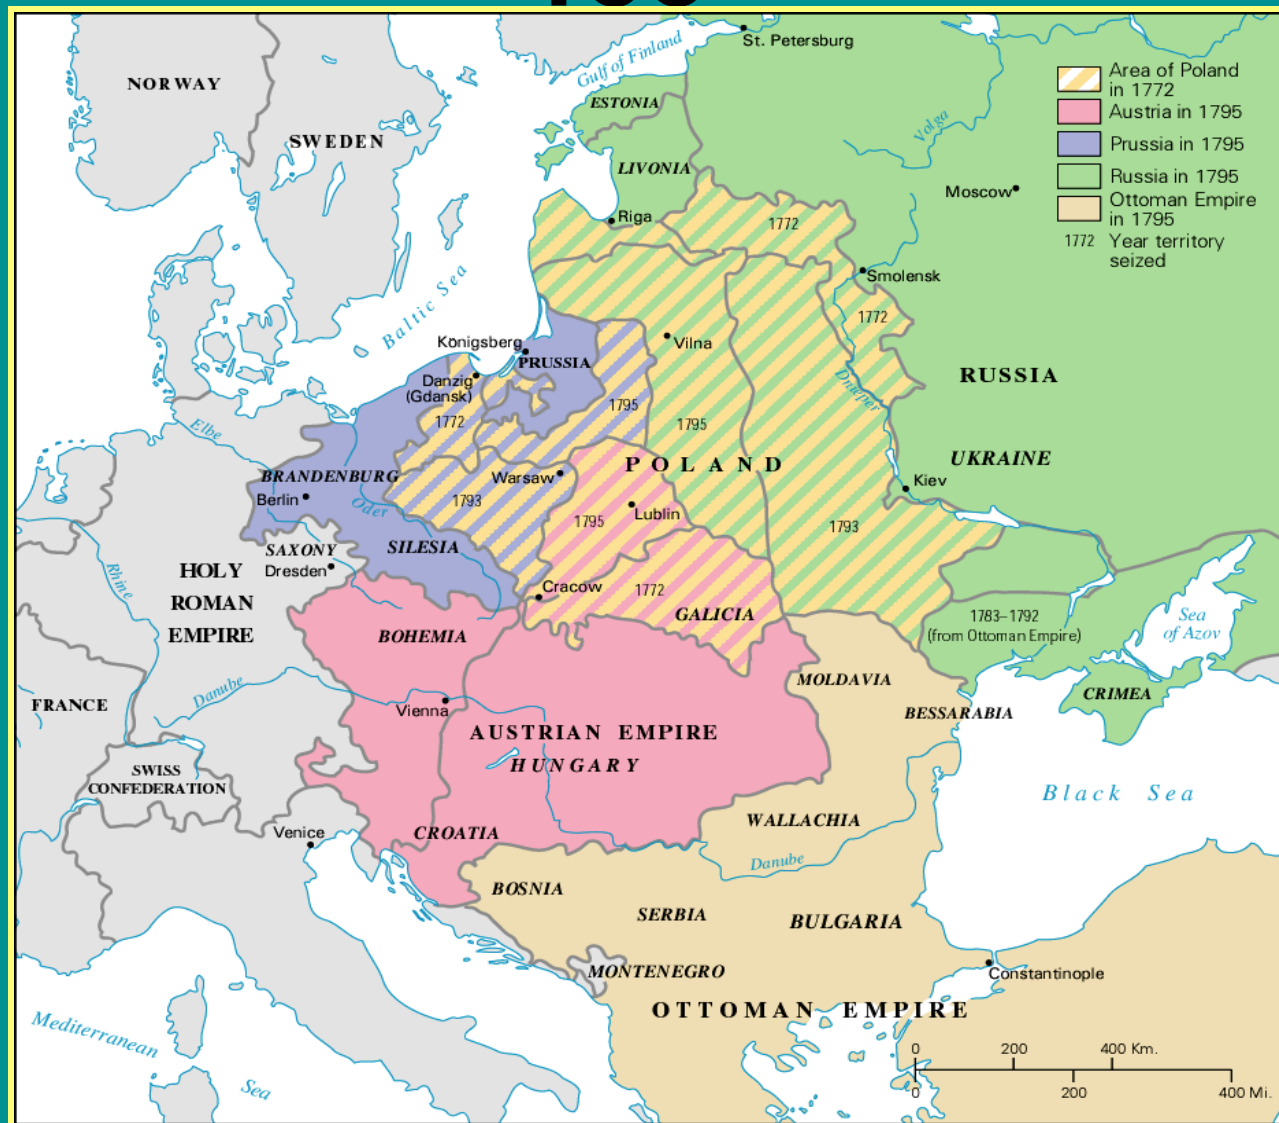 St. Petersburg
Gulf of Finland
NORWAY
SWEDEN
ESTONIA
LIVONIA
Volga
Moscow
Area of Poland
in 1772
Austria in 1795
Prussia in 1795
Russia in 1795
Ottoman Empire
in 1795
1772 Year territory
seized
Riga
1772
Smolensk
1772
Baltic Sea
Königsberg
PRUSSIA
Vilna
Danzig
(Gdansk)
1772
1795
1795
Dnieper
RUSSIA
Elbe
BRANDENBURG
Berlin
Oder
Warsaw
1793
POLAND
UKRAINE
Kiev
Lublin
1795
1793
SAXONY
Dresden
SILESIA
Rhine
HOLY
ROMAN
EMPIRE
Cracow
1772
GALICIA
BOHEMIA
1783–1792
(from Ottoman Empire)
Sea
of Azov
CRIMEA
MOLDAVIA
BESSARABIA
FRANCE
Danube
Vienna
AUSTRIAN EMPIRE
HUNGARY
SWISS
CONFEDERATION
Black Sea
Venice
CROATIA
WALLACHIA
Danube
BOSNIA
SERBIA
BULGARIA
MONTENEGRO
Constantinople
OTTOMAN EMPIRE
Mediterranean
Sea
0 200 400 Km.
0 200 400 Mi.